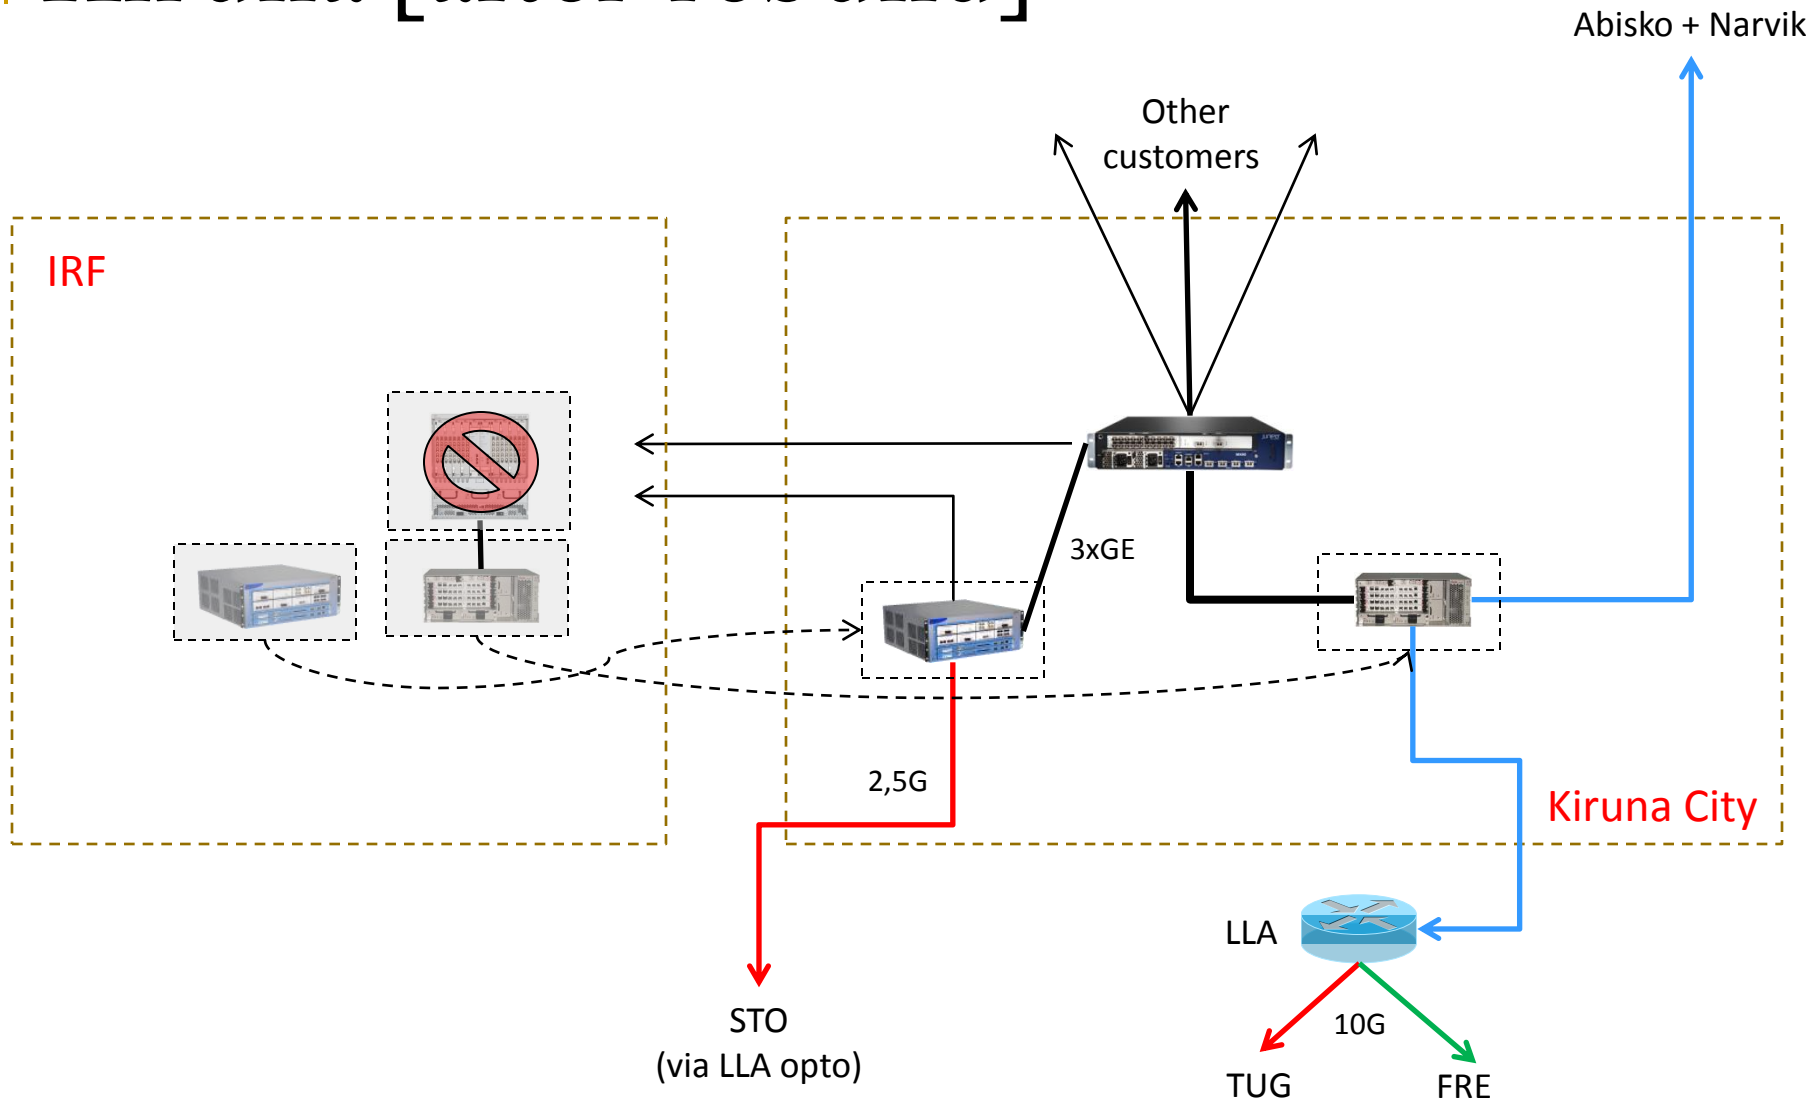 Abisko + Narvik
Other
customers
IRF
3xGE
2,5G
Kiruna City
LLA
STO
(via LLA opto)
10G
TUG
FRE